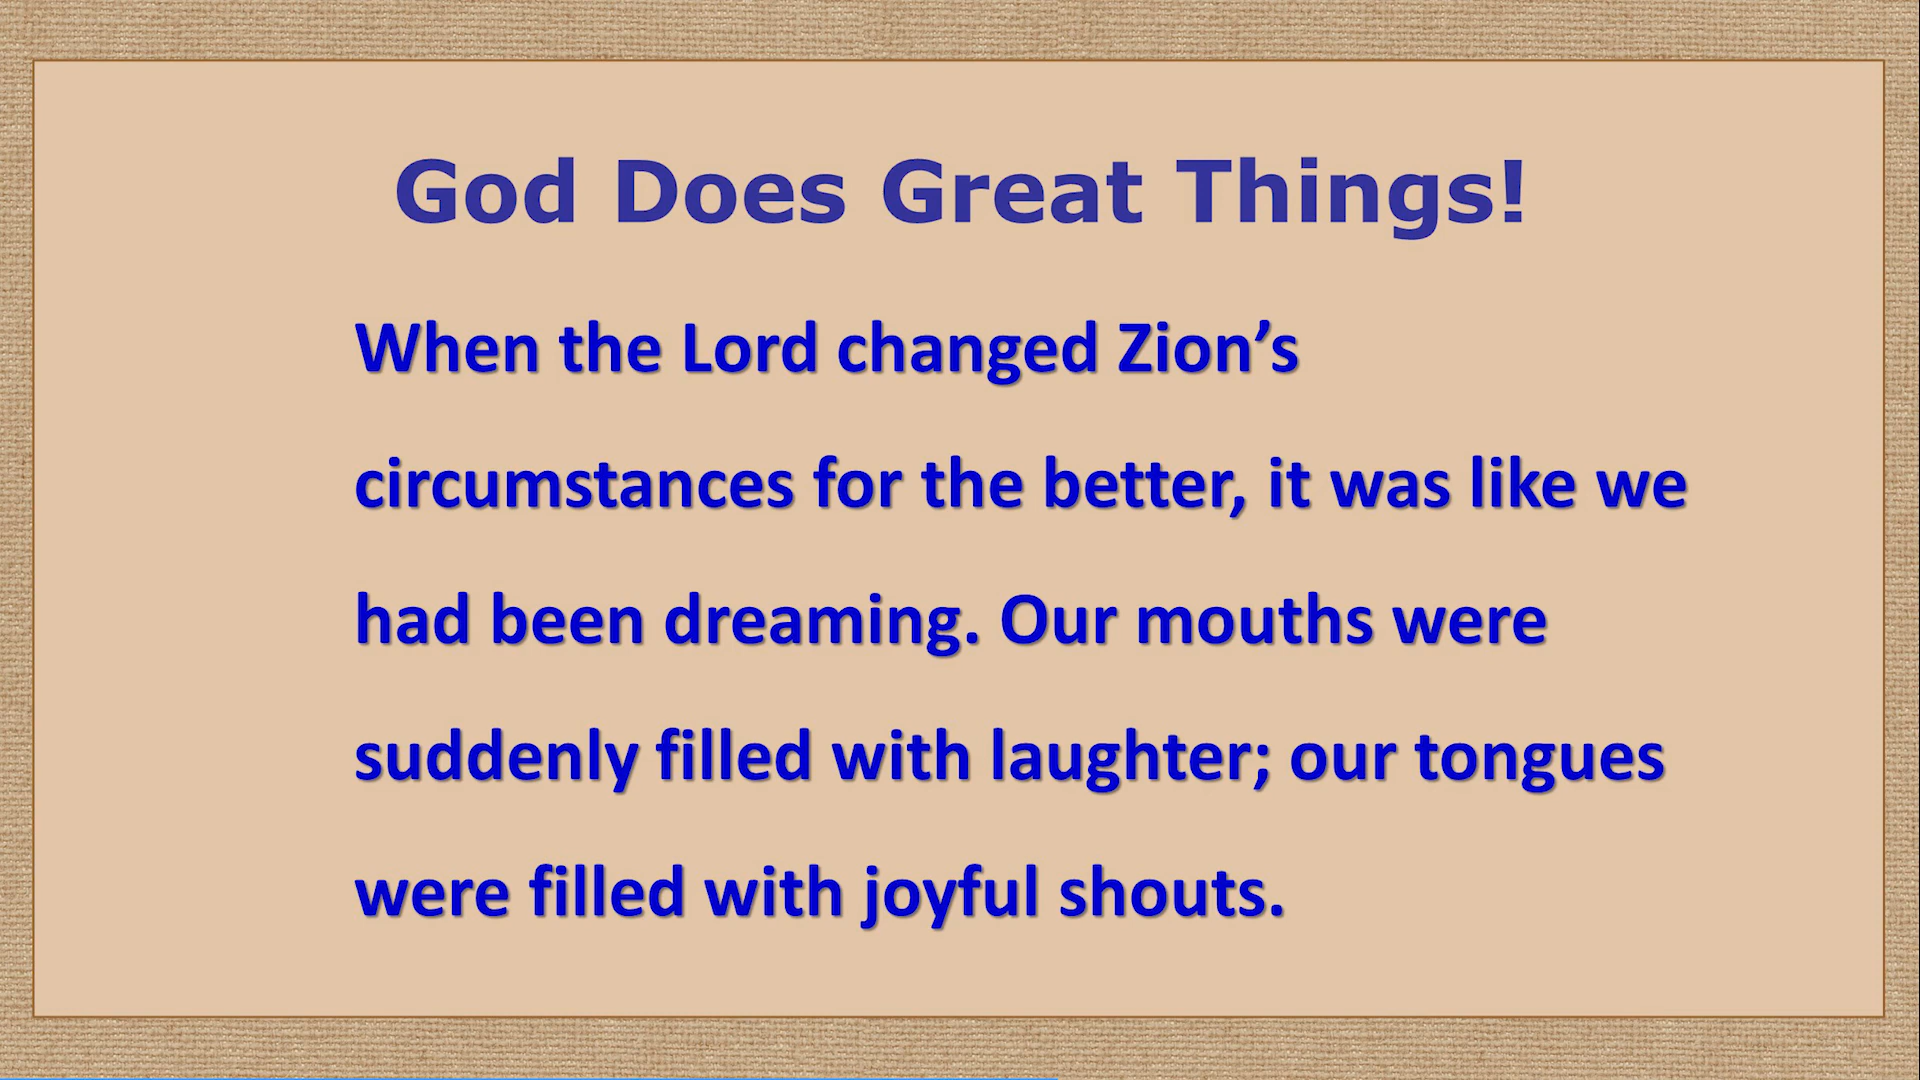 God Does Great Things!
When the Lord changed Zion’s
circumstances for the better, it was like we
had been dreaming. Our mouths were
suddenly filled with laughter; our tongues
were filled with joyful shouts.